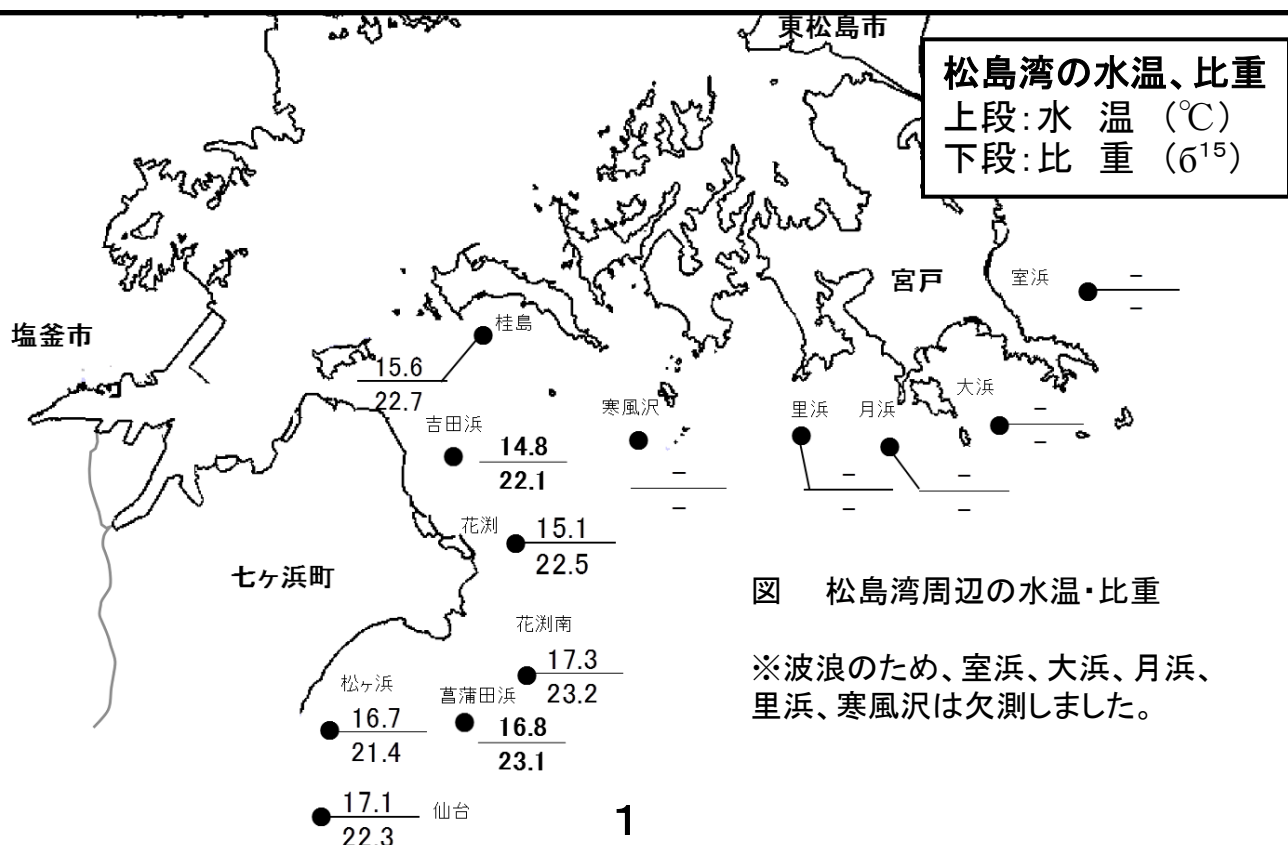 東松島市
松島湾の水温、比重
上段:水 温 (℃)
下段:比 重 (б¹⁵)
宮戸
室浜
–
–
塩釜市
桂島
15.6
22.7
大浜
–
–
吉田浜
14.8
22.1
寒風沢
–
–
里浜
–
–
月浜
–
–
花渕
15.1
22.5
七ヶ浜町
図 松島湾周辺の水温・比重
花渕南
17.3
23.2
※波浪のため、室浜、大浜、月浜、
里浜、寒風沢は欠測しました。
松ヶ浜
16.7
21.4
菖蒲田浜
16.8
23.1
17.1
22.3
仙台
1